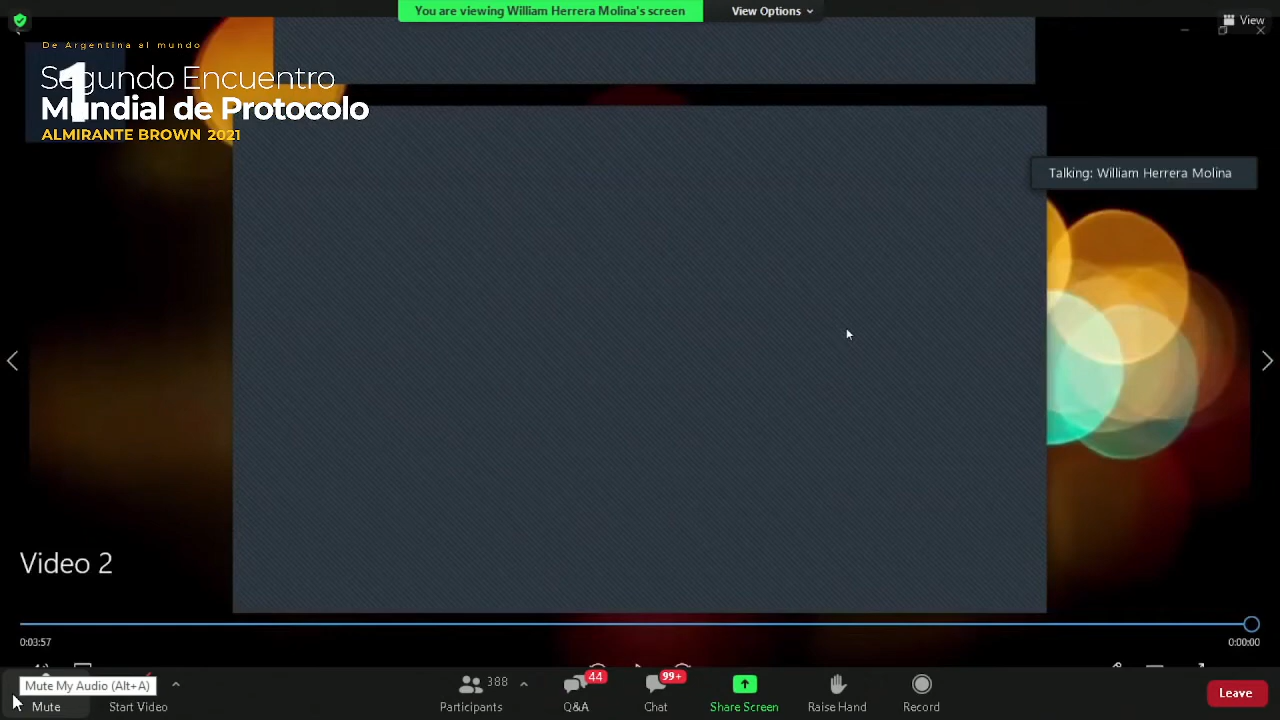 You are viewing William Herrera Molina's screen
View Options
View
De Argentina al mundo
Segundo Encuentro
1
Mundial de Protocolo
ALMIRANTE BROWN 2021
Talking: William Herrera Molina
Video 2
0:03:57
0:00:00
Mute My Audio (Alt+A)
Mute
Start Video
Participants
388
Q&A
44
Chat
99+
Share Screen
Raise Hand
Record
Leave